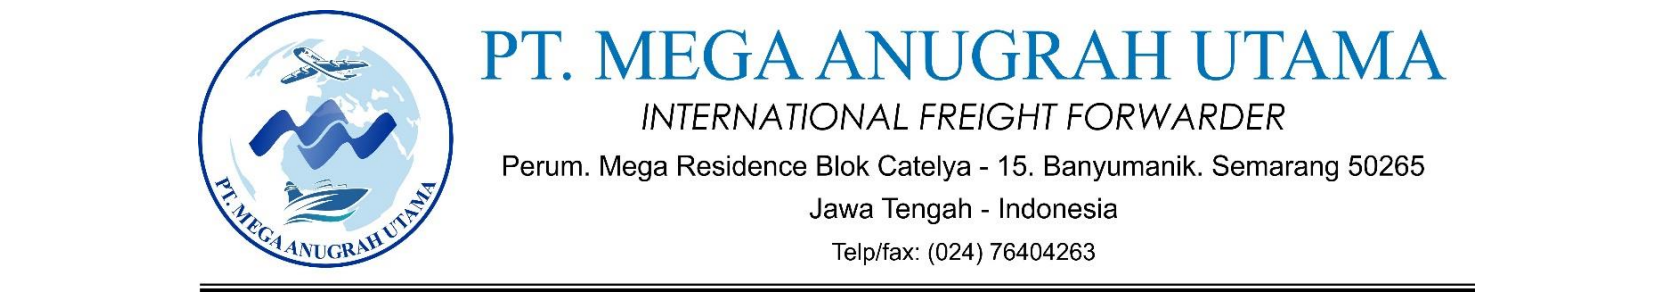 PT. MEGA ANUGRAH UTAMA
INTERNATIONAL FREIGHT FORWARDER
Perum. Mega Residence Blok Catelya - 15. Banyumanik. Semarang 50265
Jawa Tengah - Indonesia
Telp/fax: (024) 76404263
PT. MEGA ANUGRAH UTAMA